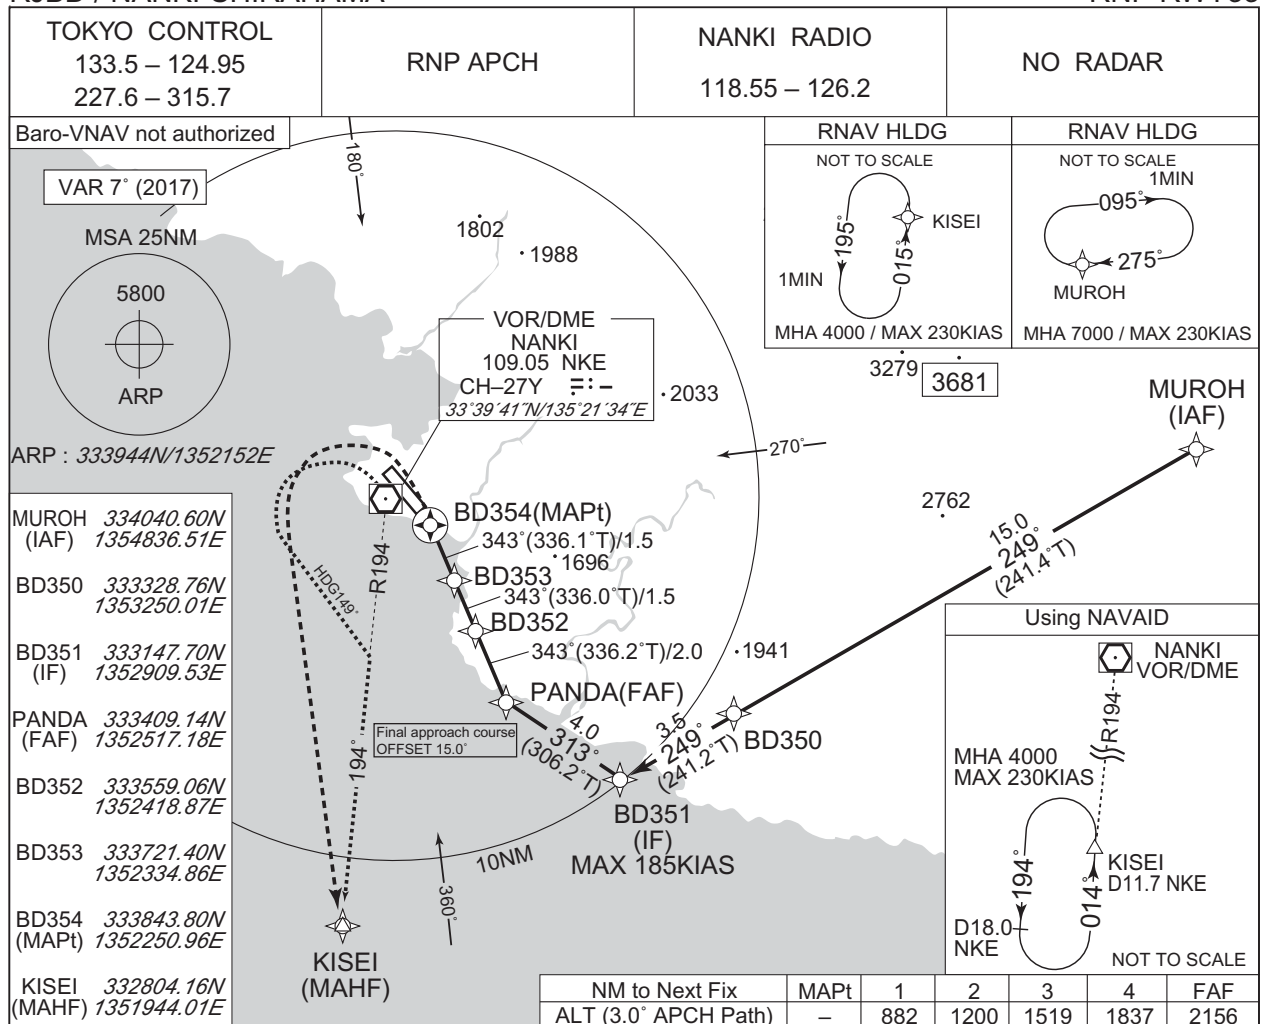 RJBD / NANKI-SHIRAHAMA
RNP RWY33
TOKYO CONTROL
133.5 – 124.95
227.6 – 315.7
RNP APCH
NANKI RADIO
118.55 – 126.2
NO RADAR
Baro-VNAV not authorized
VAR 7° (2017)
MSA 25NM
5800
ARP
ARP : 333944N/1352152E
180°
1802
1988
VOR/DME
NANKI
109.05 NKE
CH–27Y
33°39′41″N/135°21′34″E
2033
RNAV HLDG
NOT TO SCALE
195°
015°
KISEI
1MIN
MHA 4000 / MAX 230KIAS
RNAV HLDG
NOT TO SCALE
1MIN
095°
275°
MUROH
MHA 7000 / MAX 230KIAS
3279
3681
MUROH
(IAF)
270°
2762
15.0
249°
(241.4°T)
BD354(MAPt)
343°(336.1°T)/1.5
1696
BD353
343°(336.0°T)/1.5
BD352
343°(336.2°T)/2.0
1941
PANDA(FAF)
R194
HDG149°
194°
Final approach course
OFFSET 15.0°
4.0
313°
(306.2°T)
3.5
249°
(241.2°T)
BD350
BD351
(IF)
MAX 185KIAS
10NM
360°
KISEI
(MAHF)
MUROH 334040.60N
(IAF) 1354836.51E
BD350 333328.76N
1353250.01E
BD351 333147.70N
(IF) 1352909.53E
PANDA 333409.14N
(FAF) 1352517.18E
BD352 333559.06N
1352418.87E
BD353 333721.40N
1352334.86E
BD354 333843.80N
(MAPt) 1352250.96E
KISEI 332804.16N
(MAHF) 1351944.01E
Using NAVAID
NANKI
VOR/DME
R194
MHA 4000
MAX 230KIAS
194°
014°
KISEI
D11.7 NKE
D18.0
NKE
NOT TO SCALE
NM to Next Fix MAPt 1 2 3 4 FAF
ALT (3.0° APCH Path) – 882 1200 1519 1837 2156